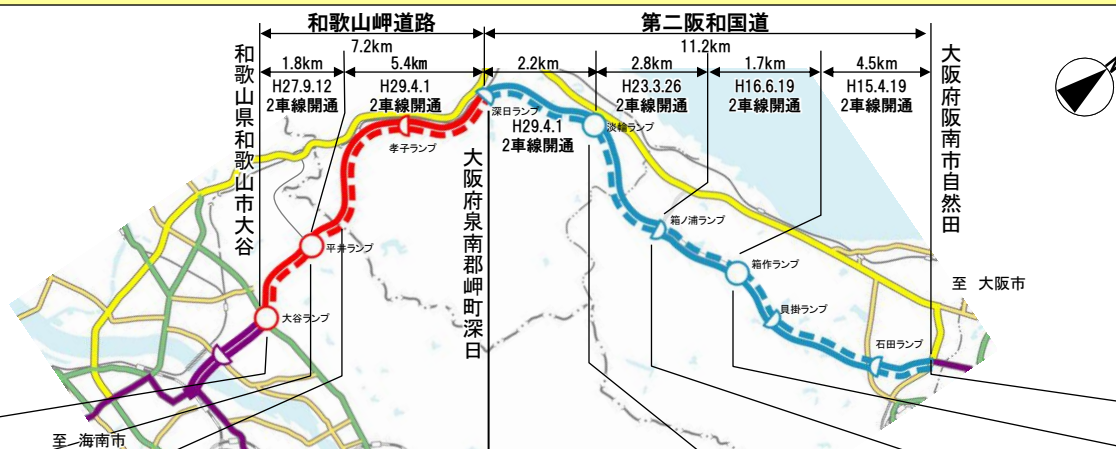 和歌山岬道路
第二阪和国道
7.2km
11.2km
1.8km
5.4km
2.2km
2.8km
1.7km
4.5km
H27.9.12
2車線開通
H29.4.1
2車線開通
H29.4.1
2車線開通
H23.3.26
2車線開通
H16.6.19
2車線開通
H15.4.19
2車線開通
和歌山県和歌山市大谷
大阪府泉南郡岬町深日
大阪府阪南市自然田
深日ランプ
淡輪ランプ
孝子ランプ
箱ノ浦ランプ
平井ランプ
箱作ランプ
大谷ランプ
貝掛ランプ
石田ランプ
至 大阪市
至 海南市